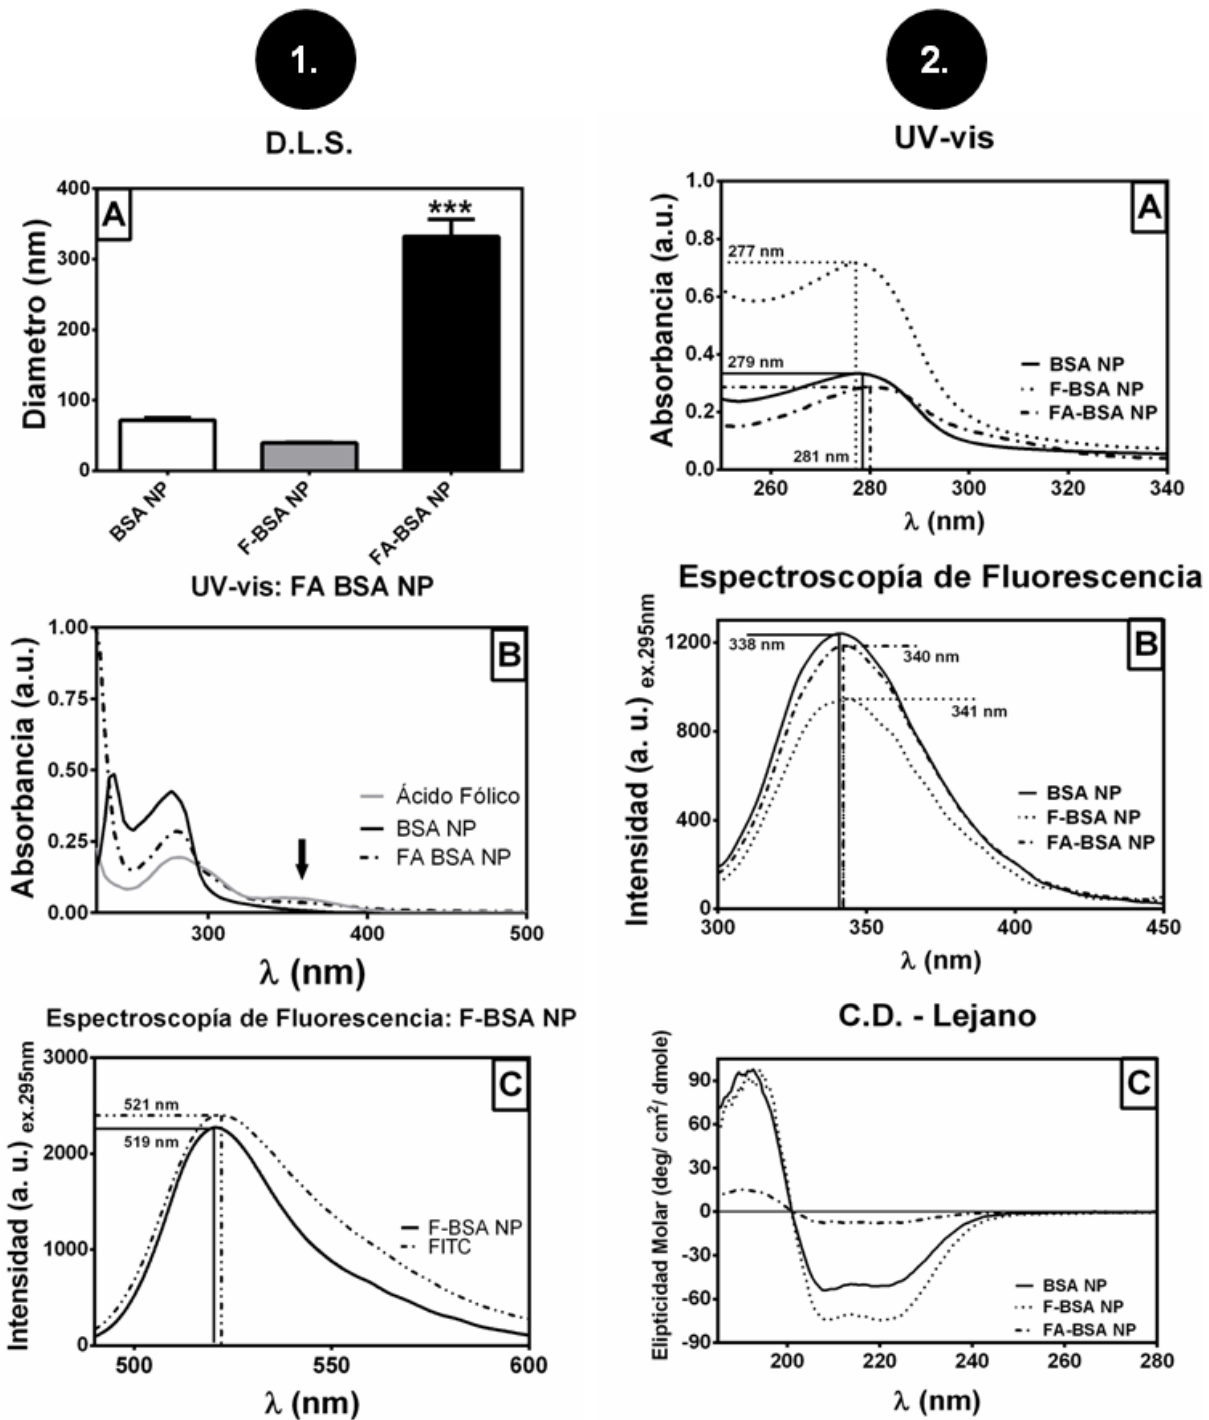 1.
D.L.S.
A
Diametro (nm)
400
300
200
100
0
***
BSA NP
F-BSA NP
FA-BSA NP
UV-vis: FA BSA NP
B
Absorbancia (a.u.)
1.00
0.75
0.50
0.25
0.00
Ácido Fólico
BSA NP
FA BSA NP
300
400
500
λ (nm)
Espectroscopía de Fluorescencia: F-BSA NP
C
Intensidad (a. u.) ex.295nm
3000
2000
1000
0
521 nm
519 nm
F-BSA NP
FITC
500
550
600
λ (nm)
2.
UV-vis
A
Absorbancia (a.u.)
1.0
0.8
0.6
0.4
0.2
0.0
277 nm
279 nm
281 nm
BSA NP
F-BSA NP
FA-BSA NP
260
280
300
320
340
λ (nm)
Espectroscopía de Fluorescencia
B
Intensidad (a. u.) ex.295nm
1200
800
400
0
338 nm
340 nm
341 nm
BSA NP
F-BSA NP
FA-BSA NP
300
350
400
450
λ (nm)
C.D. - Lejano
C
Elipticidad Molar (deg/ cm²/ dmole)
90
60
30
0
-30
-60
-90
BSA NP
F-BSA NP
FA-BSA NP
200
220
240
260
280
λ (nm)